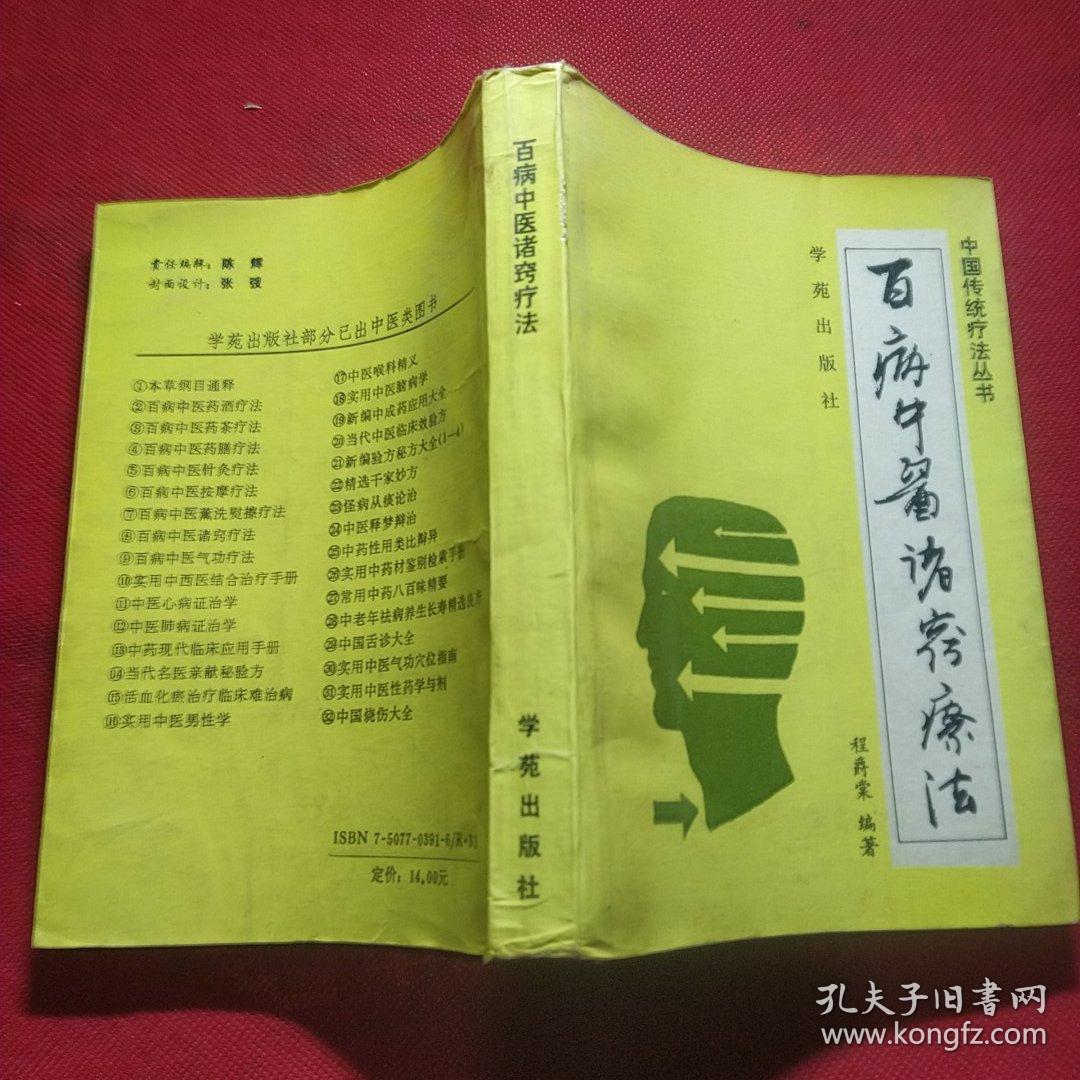 责任编辑：陈 辉
封面设计：张 弢
学苑出版社部分已出中医类图书
①本草纲目通释
②百病中医药酒疗法
③百病中医药茶疗法
④百病中医药膳疗法
⑤百病中医针灸疗法
⑥百病中医按摩疗法
⑦百病中医薰洗熨擦疗法
⑧百病中医诸窍疗法
⑨百病中医气功疗法
⑩实用中西医结合治疗手册
⑪中医心病证治学
⑫中医肺病证治学
⑬中药现代临床应用手册
⑭当代名医亲献秘验方
⑮活血化瘀治疗临床难治病
⑯实用中医男性学
⑰中医喉科精义
⑱实用中医脑病学
⑲新编中成药应用大全
⑳当代中医临床效验方
㉑新编验方秘方大全(1—4)
㉒精选千家妙方
㉓怪病从痰论治
㉔中医释梦辩治
㉕中药性用类比辩异
㉖实用中药材鉴别检索手册
㉗常用中药八百味精要
㉘中老年祛病养生长寿精选
㉙中国舌诊大全
㉚实用中医气功穴位指南
㉛实用中医性药学与剂
㉜中国烧伤大全
ISBN 7-5077-0391-6/R·31
定价：14.00元
百病中医诸窍疗法
学苑出版社
中国传统疗法丛书
百病中醫诸窍療法
学苑出版社
程爵棠 编著
孔夫子旧書网
www.kongfz.com